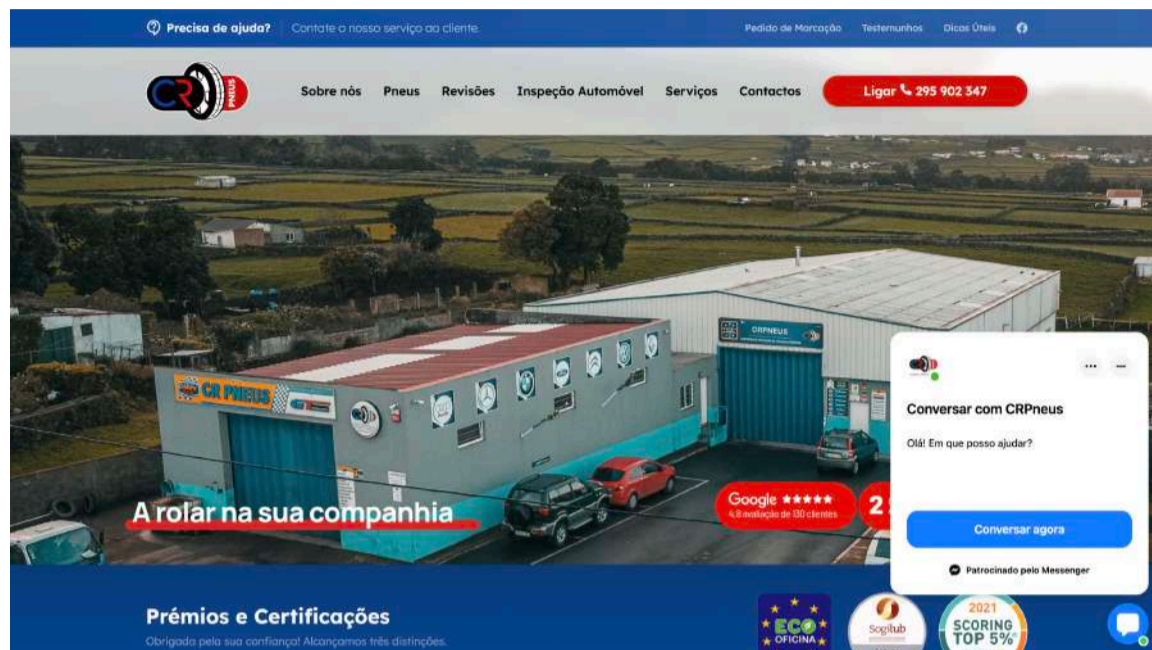 Precisa de ajuda? Contate o nosso serviço ao cliente.
Pedido de Marcação Testemunhos Dicas Úteis
CR PNEUS
Sobre nós Pneus Revisões Inspeção Automóvel Serviços Contactos Ligar 295 902 347
CRPNEUS
CR PNEUS
A rolar na sua companhia
Google ★★★★★
4,8 avaliação de 130 clientes
2
Conversar com CRPneus
Olá! Em que posso ajudar?
Conversar agora
Patrocinado pelo Messenger
Prémios e Certificações
Obrigada pela sua confiança! Alcançamos três distinções.
ECO
OFICINA
Sogilub
2021
SCORING
TOP 5%